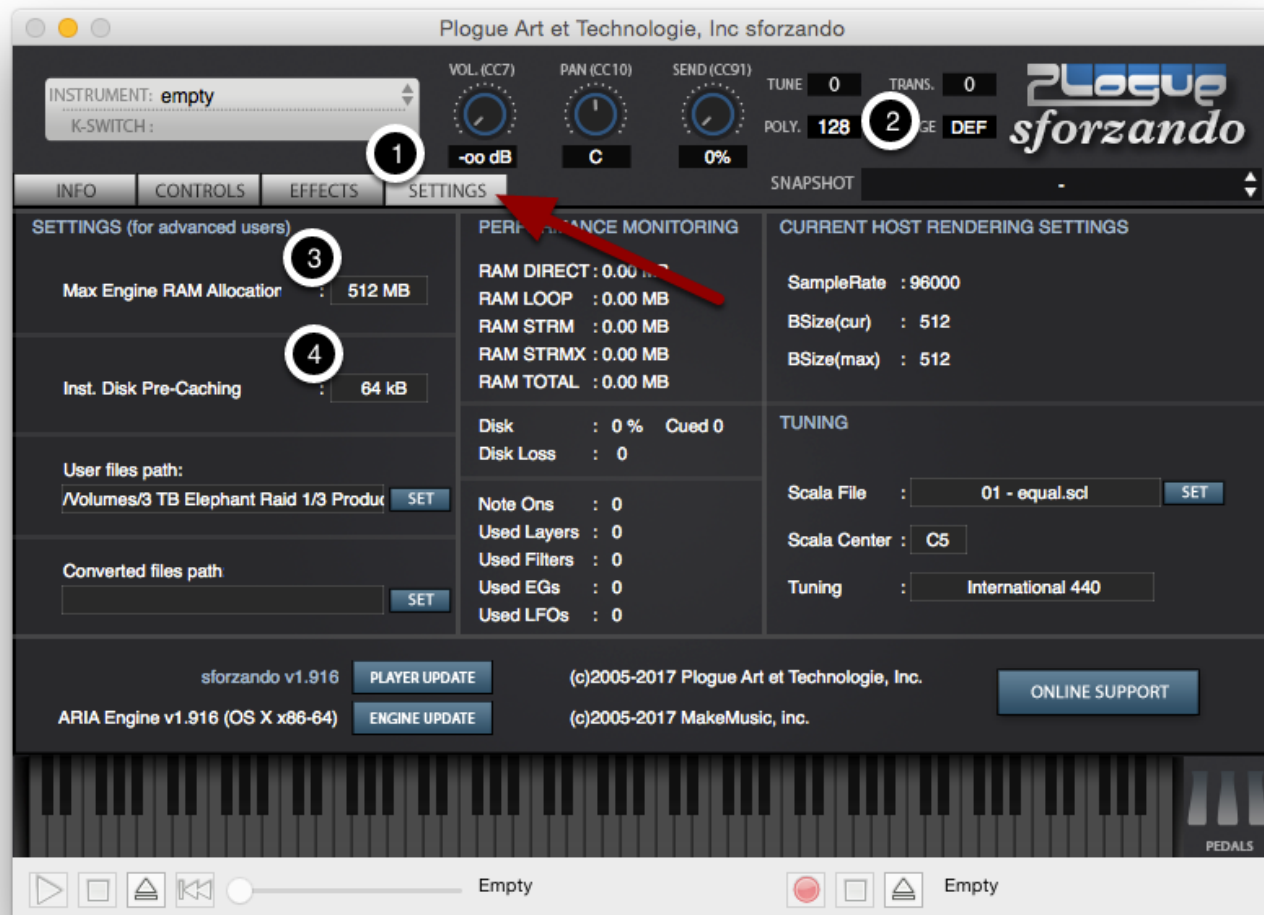 Plogue Art et Technologie, Inc sforzando
INSTRUMENT: empty
K-SWITCH :
VOL. (CC7)
-oo dB
PAN (CC10)
C
SEND (CC91)
0%
TUNE 0
TRANS. 0
POLY. 128
2
GE DEF
Plogue
sforzando
1
INFO
CONTROLS
EFFECTS
SETTINGS
SNAPSHOT -
SETTINGS (for advanced users)
3
Max Engine RAM Allocation : 512 MB
4
Inst. Disk Pre-Caching : 64 kB
User files path:
/Volumes/3 TB Elephant Raid 1/3 Produc SET
Converted files path
SET
PERFORMANCE MONITORING
RAM DIRECT : 0.00 MB
RAM LOOP : 0.00 MB
RAM STRM : 0.00 MB
RAM STRMX : 0.00 MB
RAM TOTAL : 0.00 MB
Disk : 0 % Cued 0
Disk Loss : 0
Note Ons : 0
Used Layers : 0
Used Filters : 0
Used EGs : 0
Used LFOs : 0
CURRENT HOST RENDERING SETTINGS
SampleRate : 96000
BSize(cur) : 512
BSize(max) : 512
TUNING
Scala File : 01 - equal.scl SET
Scala Center : C5
Tuning : International 440
sforzando v1.916 PLAYER UPDATE
ARIA Engine v1.916 (OS X x86-64) ENGINE UPDATE
(c)2005-2017 Plogue Art et Technologie, Inc.
(c)2005-2017 MakeMusic, inc.
ONLINE SUPPORT
PEDALS
Empty
Empty